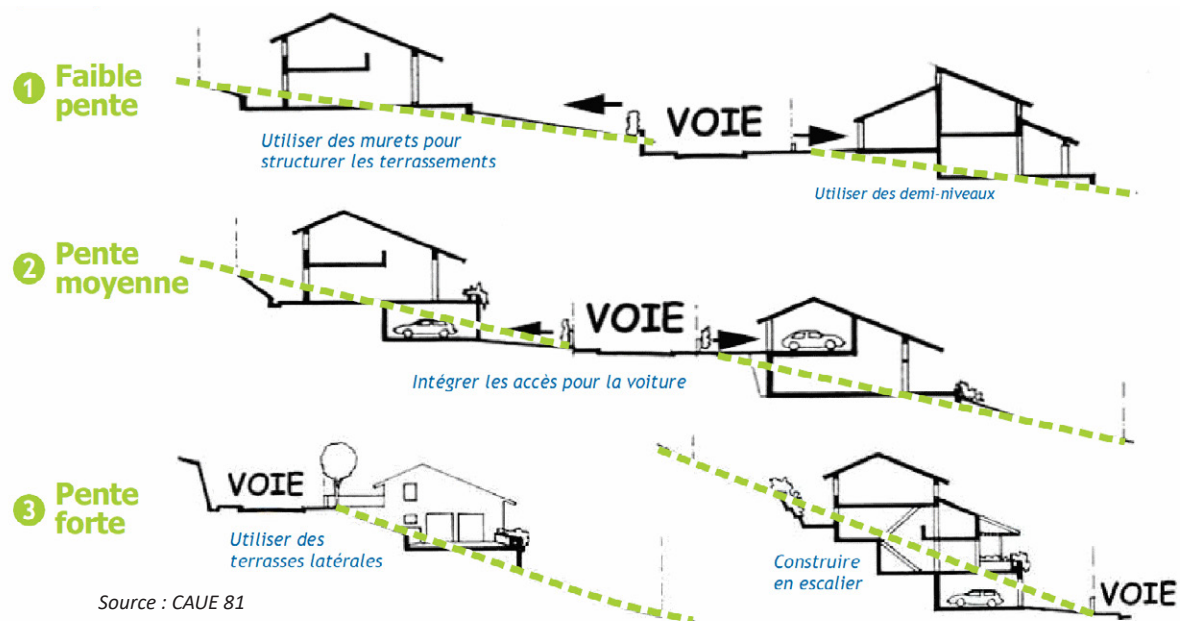 1 Faible
pente
VOIE
Utiliser des murets pour
structurer les terrassements
Utiliser des demi-niveaux
2 Pente
moyenne
VOIE
Intégrer les accès pour la voiture
3 Pente
forte
VOIE
Utiliser des
terrasses latérales
Construire
en escalier
VOIE
Source : CAUE 81